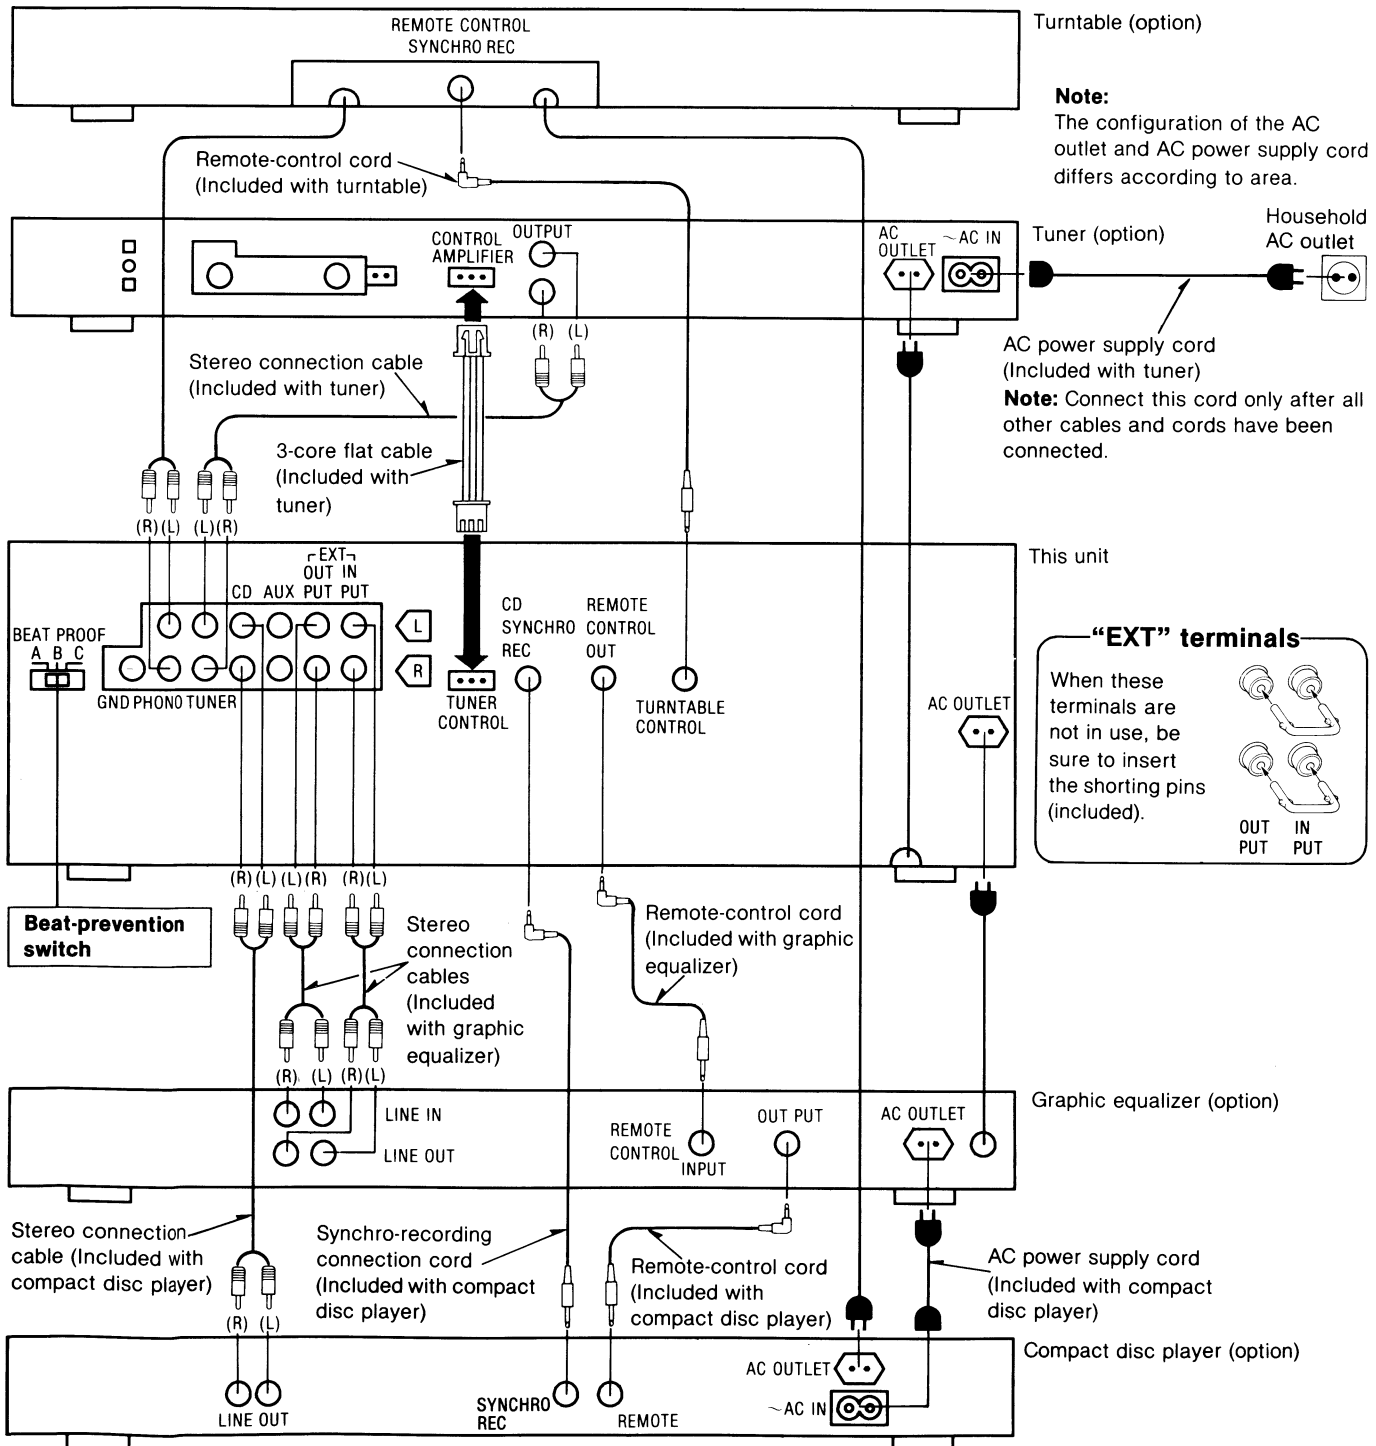 REMOTE CONTROL
SYNCHRO REC
Turntable (option)
Note:
The configuration of the AC
outlet and AC power supply cord
differs according to area.
Remote-control cord
(Included with turntable)
CONTROL
AMPLIFIER
OUTPUT
(R) (L)
AC
OUTLET
~AC IN
Tuner (option)
Household
AC outlet
AC power supply cord
(Included with tuner)
Note: Connect this cord only after all
other cables and cords have been
connected.
Stereo connection cable
(Included with tuner)
3-core flat cable
(Included with
tuner)
(R) (L) (L) (R)
This unit
EXT
OUT IN
CD AUX PUT PUT
L
R
BEAT PROOF
A B C
GND PHONO TUNER
TUNER
CONTROL
CD
SYNCHRO
REC
REMOTE
CONTROL
OUT
TURNTABLE
CONTROL
AC OUTLET
"EXT" terminals
When these
terminals are
not in use, be
sure to insert
the shorting pins
(included).
OUT IN
PUT PUT
Beat-prevention
switch
(R) (L) (L) (R) (R) (L)
Stereo
connection
cables
(Included
with graphic
equalizer)
Remote-control cord
(Included with graphic
equalizer)
(R) (L) (R) (L)
LINE IN
LINE OUT
REMOTE
CONTROL
INPUT
OUT PUT
AC OUTLET
Graphic equalizer (option)
Stereo connection
cable (Included with
compact disc player)
Synchro-recording
connection cord
(Included with compact
disc player)
Remote-control cord
(Included with
compact disc player)
AC power supply cord
(Included with compact
disc player)
(R) (L)
LINE OUT
SYNCHRO
REC
REMOTE
AC OUTLET
~AC IN
Compact disc player (option)